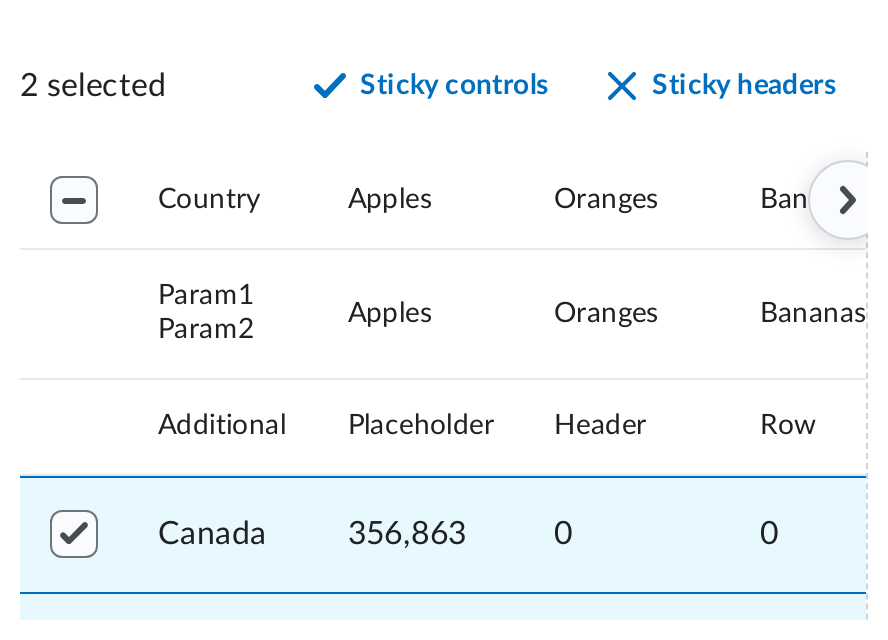 2 selected Sticky controls Sticky headers
Country Apples Oranges Ban
Param1
Param2 Apples Oranges Bananas
Additional Placeholder Header Row
Canada 356,863 0 0